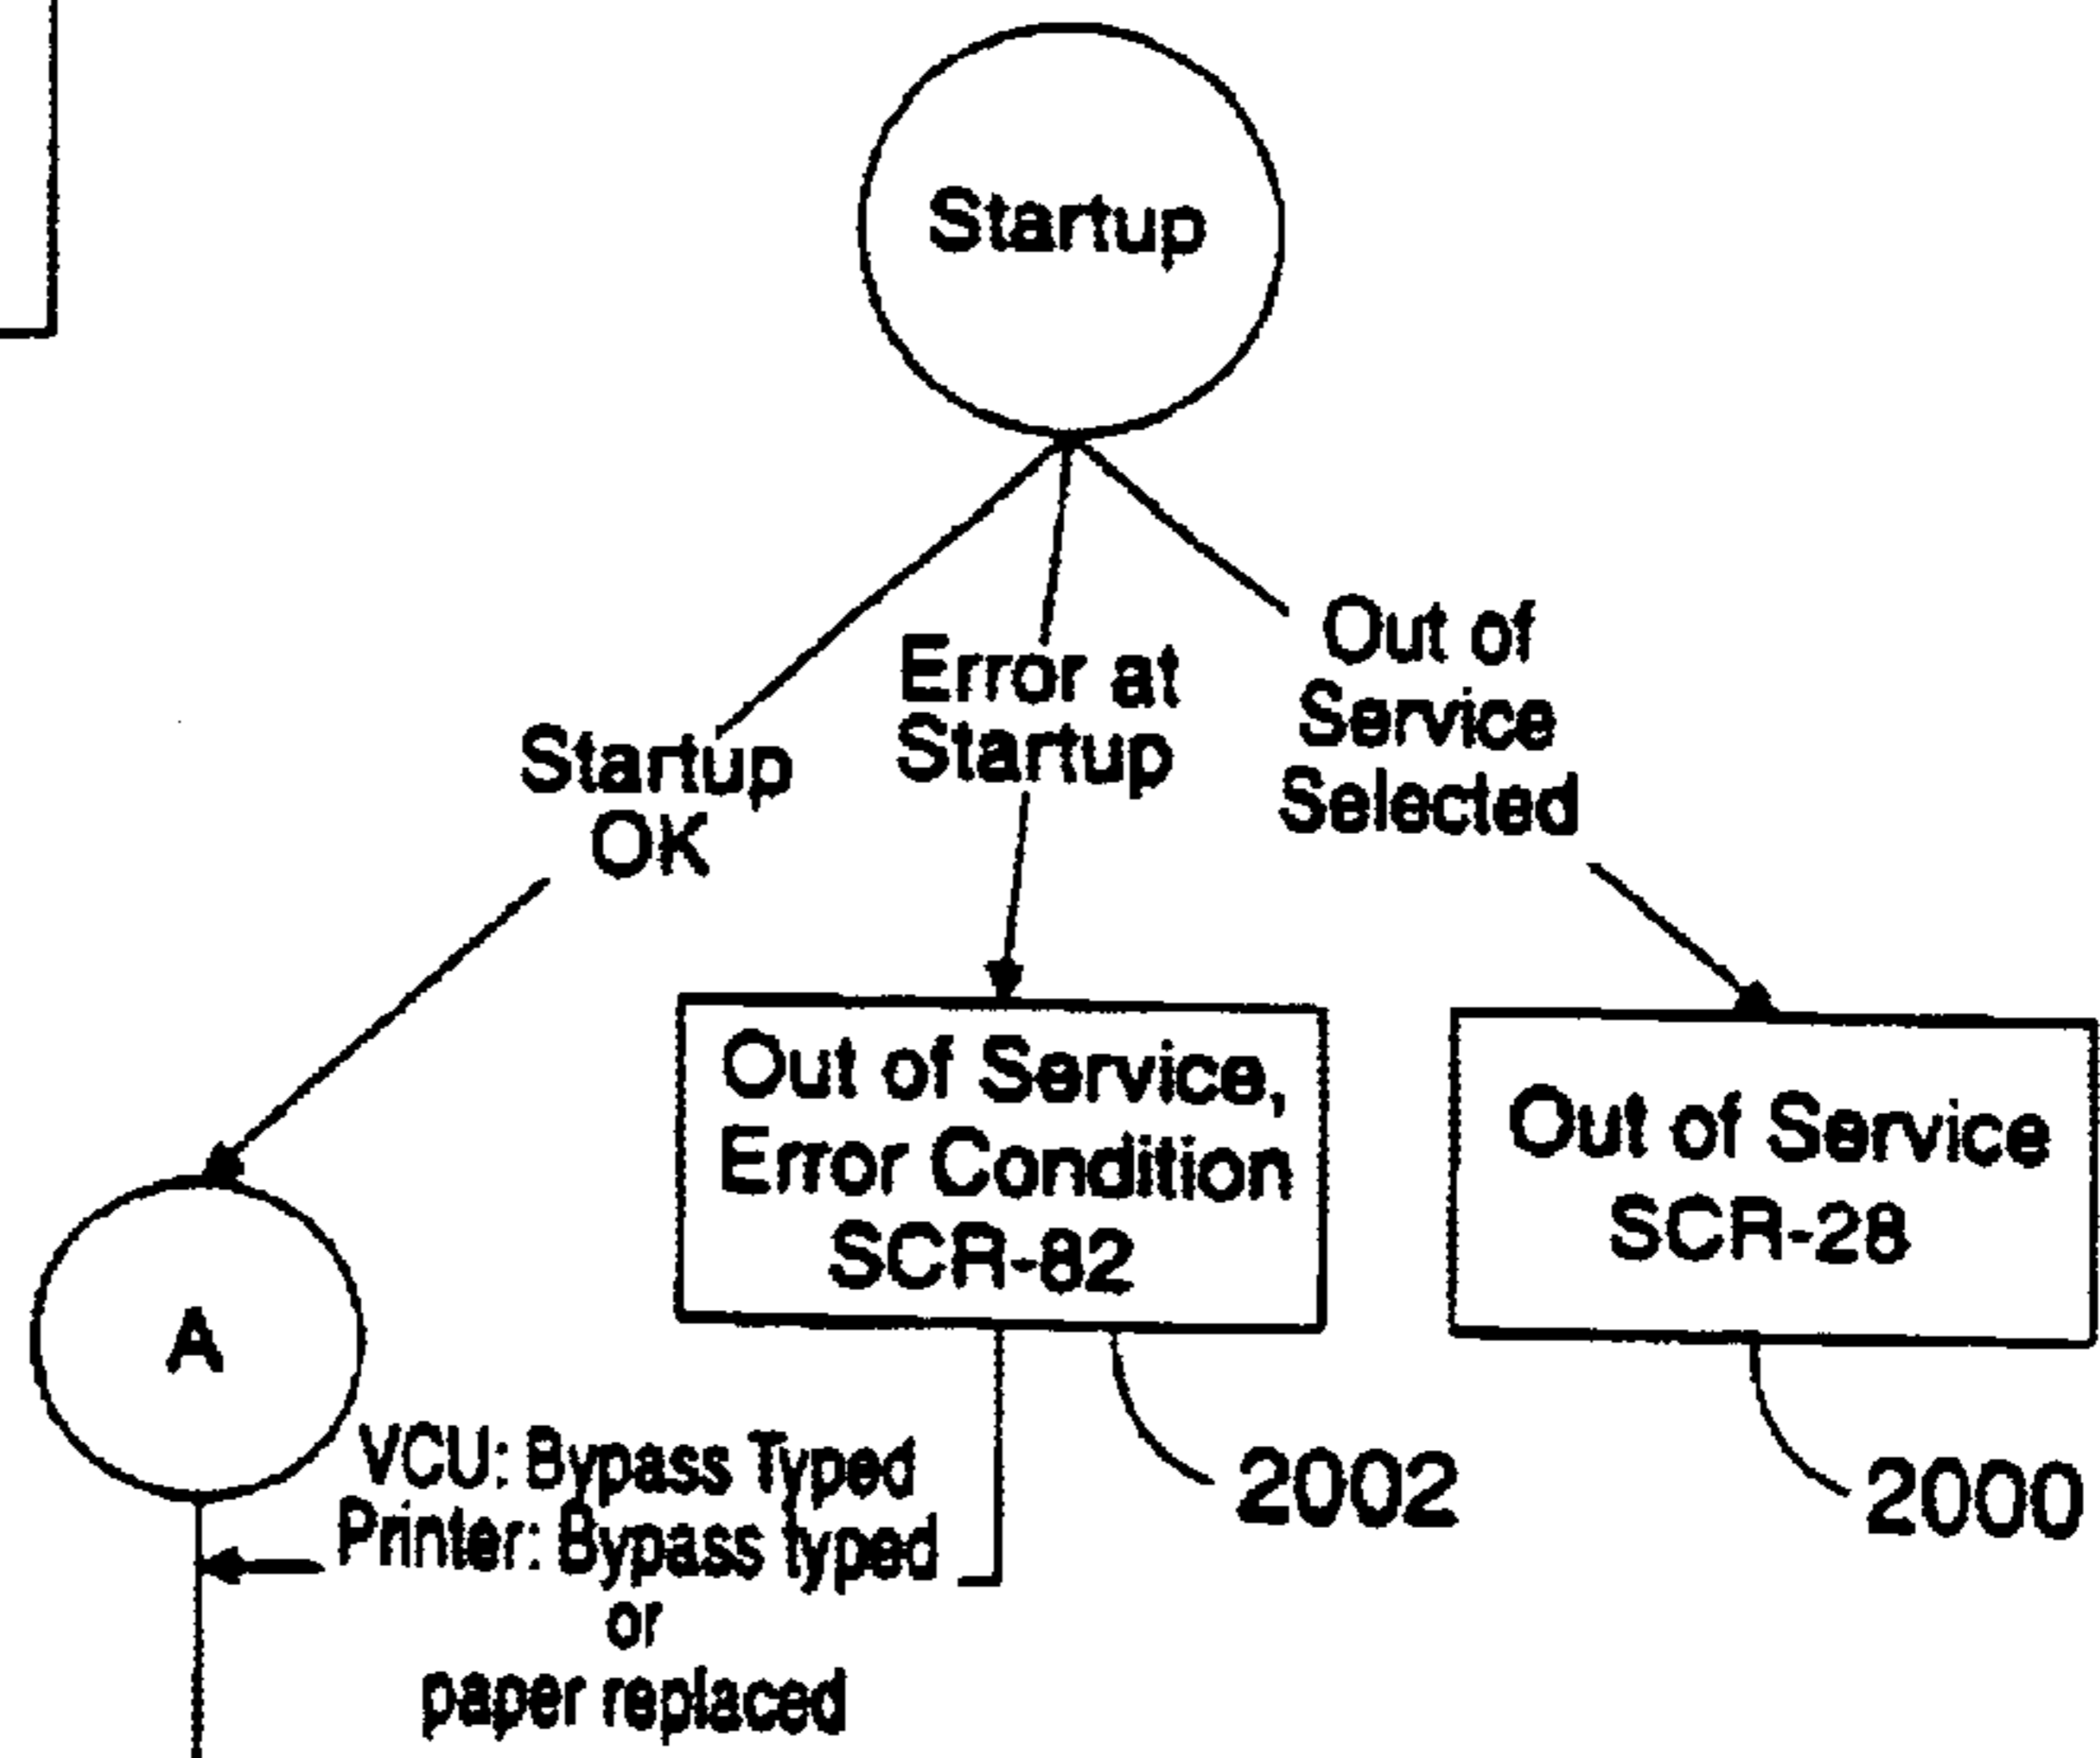 Startup
Startup
OK
Error at
Startup
Out of
Service
Selected
Out of Service,
Error Condition
SCR-82
Out of Service
SCR-28
A
VCU: Bypass Typed
Printer: Bypass typed
or
paper replaced
2002
2000